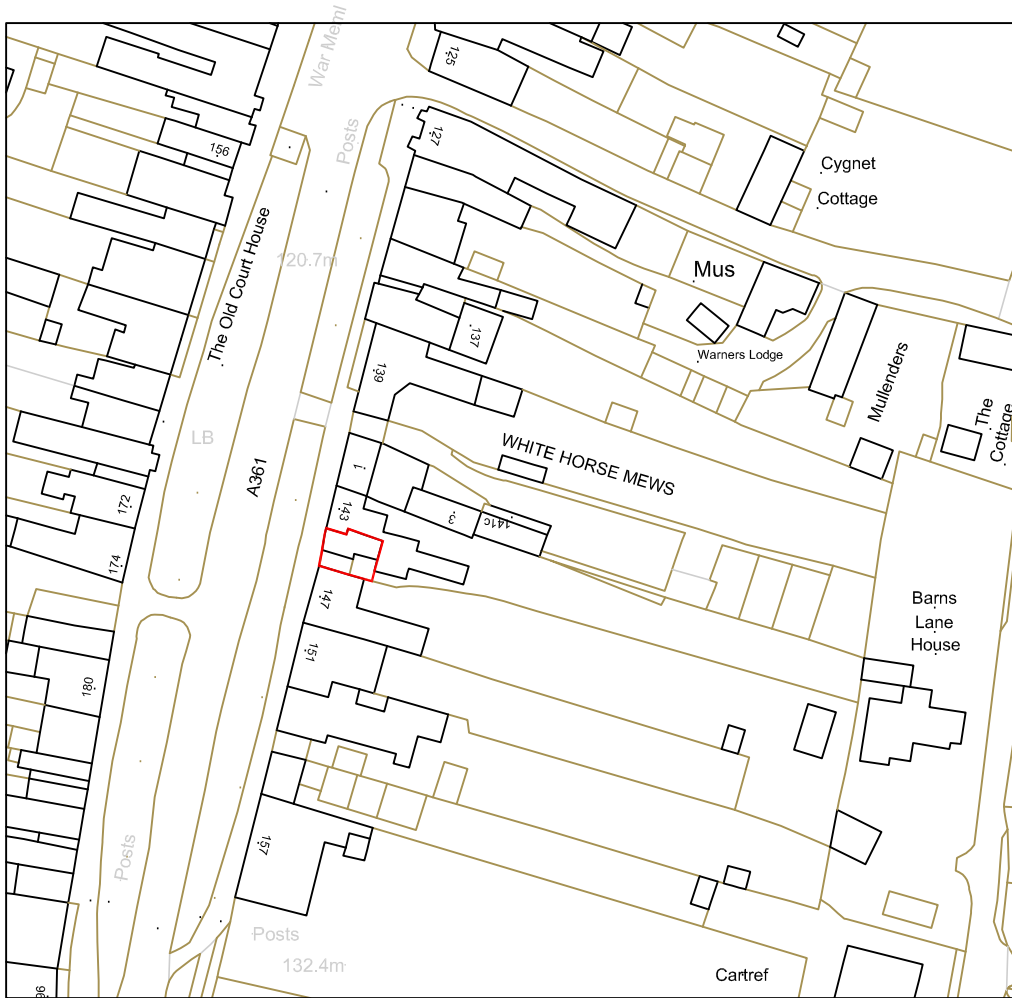 War Meml
125
127
156
Posts
Cygnet
Cottage
The Old Court House
120.7m
Mus
137
Warners Lodge
139
Mullenders
The
Cottage
LB
A361
WHITE HORSE MEWS
1
172
143
3
141c
174
147
Barns
Lane
House
151
180
Posts
157
Posts
132.4m
Cartref